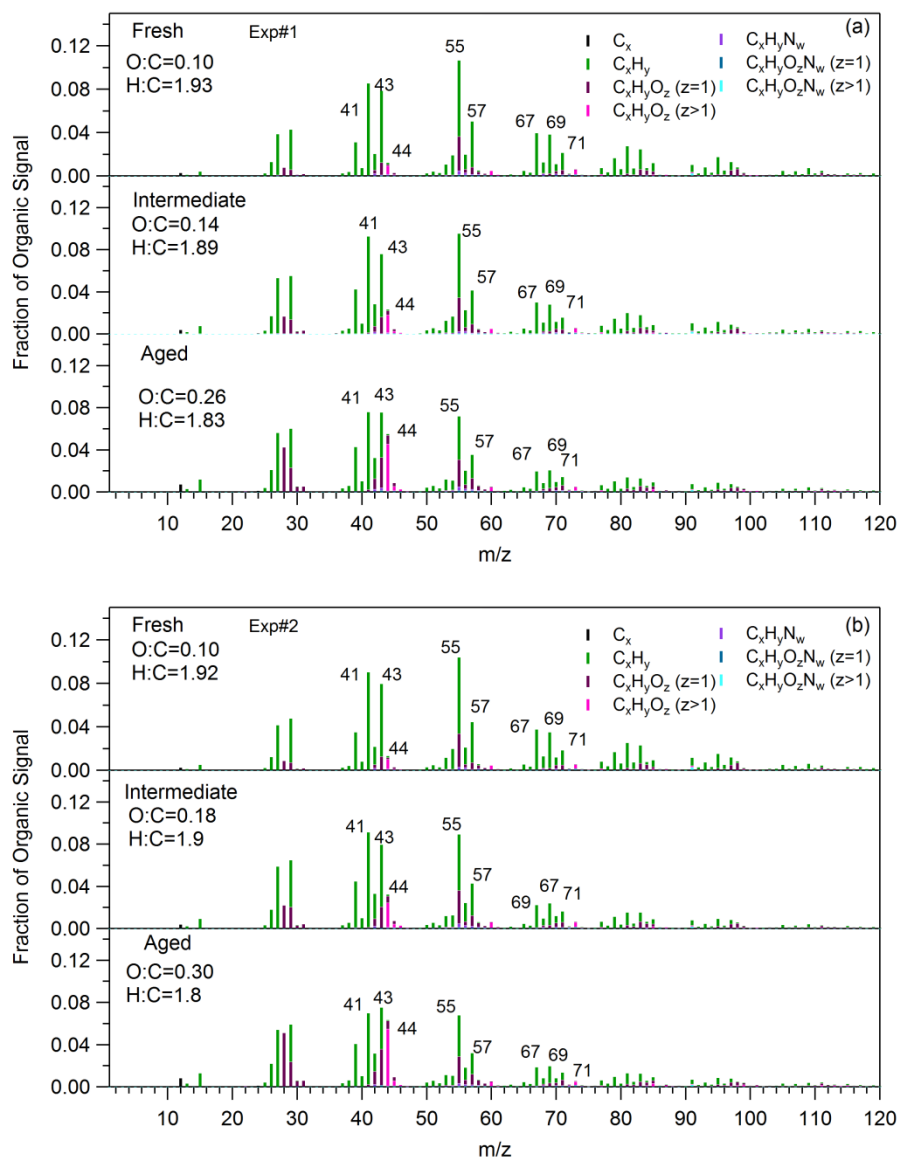 Fresh Exp#1 (a)
O:C=0.10
H:C=1.93
Cx
CxHy
CxHyOz (z=1)
CxHyOz (z>1)
CxHyNw
CxHyOzNw (z=1)
CxHyOzNw (z>1)
0.12
0.08
0.04
0.00
41 43 44 55 57 67 69 71
Intermediate
O:C=0.14
H:C=1.89
0.12
0.08
0.04
0.00
41 43 44 55 57 67 69 71
Aged
O:C=0.26
H:C=1.83
0.12
0.08
0.04
0.00
41 43 44 55 57 67 69 71
Fraction of Organic Signal
10 20 30 40 50 60 70 80 90 100 110 120
m/z
Fresh Exp#2 (b)
O:C=0.10
H:C=1.92
Cx
CxHy
CxHyOz (z=1)
CxHyOz (z>1)
CxHyNw
CxHyOzNw (z=1)
CxHyOzNw (z>1)
0.12
0.08
0.04
0.00
41 43 44 55 57 67 69 71
Intermediate
O:C=0.18
H:C=1.9
0.12
0.08
0.04
0.00
41 43 44 55 57 69 67 71
Aged
O:C=0.30
H:C=1.8
0.12
0.08
0.04
0.00
41 43 44 55 57 67 69 71
Fraction of Organic Signal
10 20 30 40 50 60 70 80 90 100 110 120
m/z